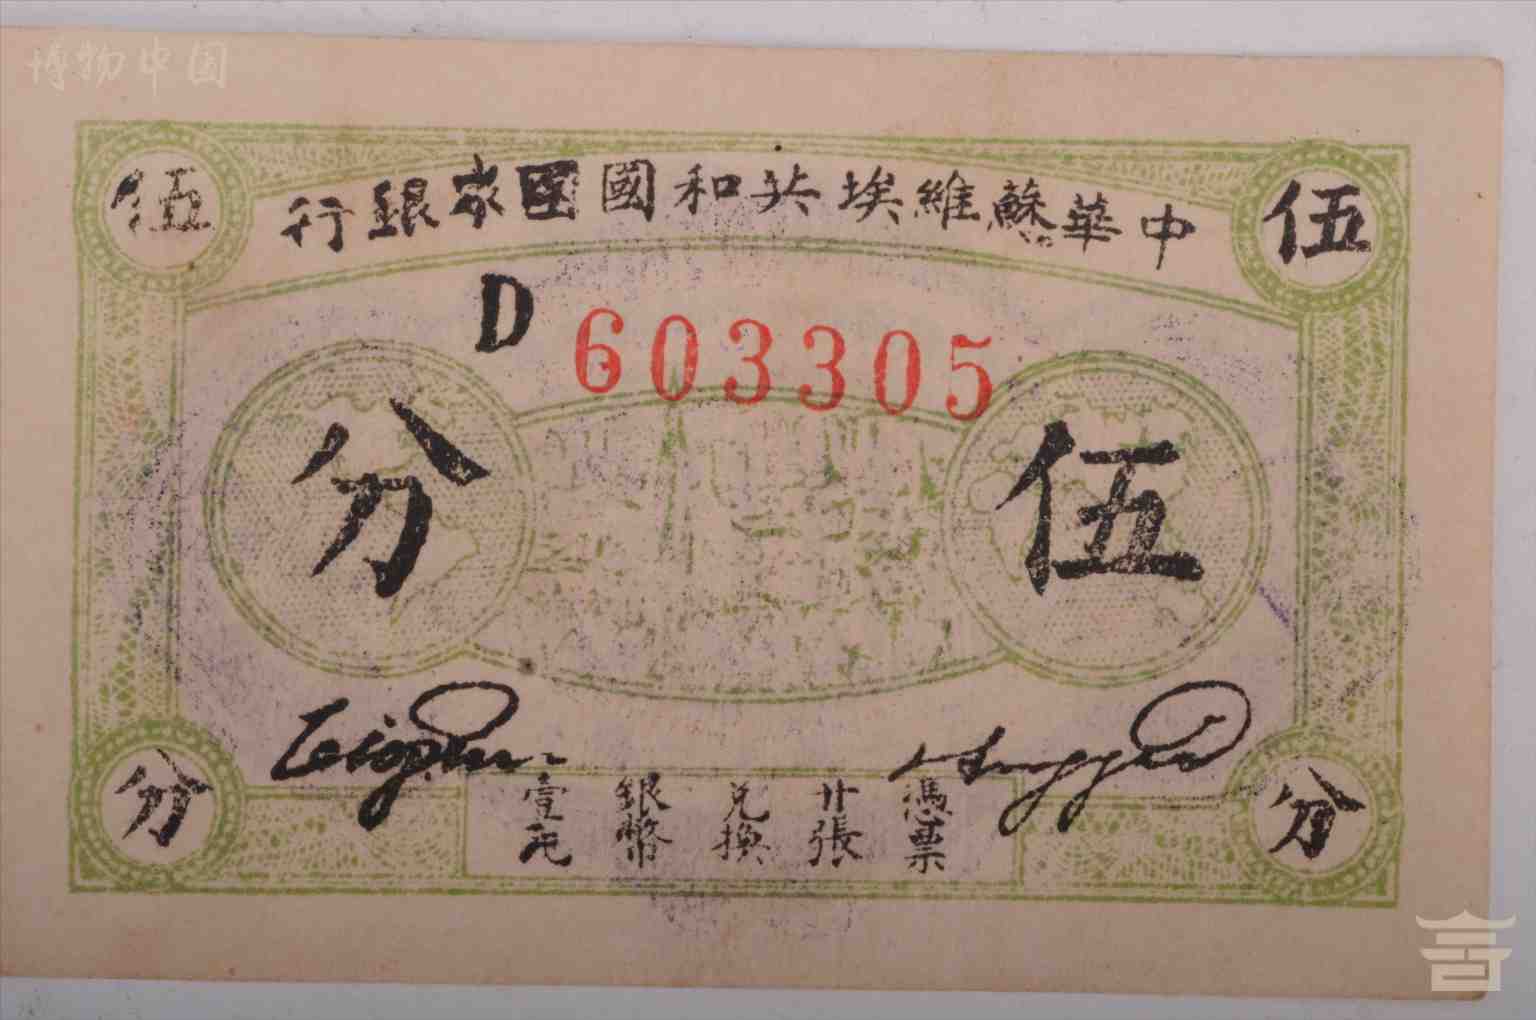 博物中国
中華蘇維埃共和國國家銀行
伍
伍
D 603305
伍分
憑票
廿張
兌換
銀幣
壹元
分
分